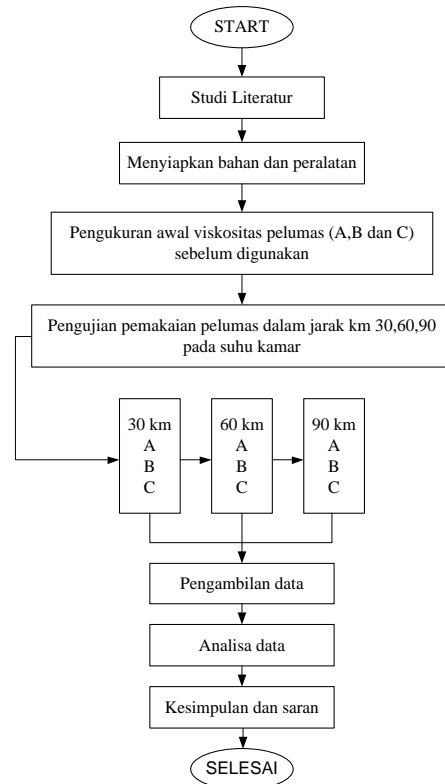 START
Studi Literatur
Menyiapkan bahan dan peralatan
Pengukuran awal viskositas pelumas (A,B dan C)
sebelum digunakan
Pengujian pemakaian pelumas dalam jarak km 30,60,90
pada suhu kamar
30 km
A
B
C
60 km
A
B
C
90 km
A
B
C
Pengambilan data
Analisa data
Kesimpulan dan saran
SELESAI